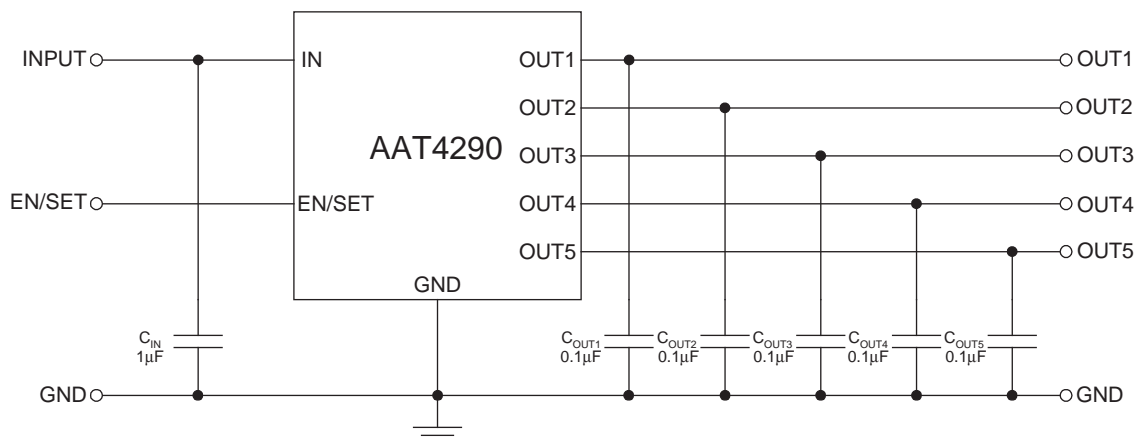 INPUT
IN
OUT1
OUT1
OUT2
OUT2
AAT4290
OUT3
OUT3
EN/SET
EN/SET
OUT4
OUT4
OUT5
OUT5
GND
CIN
1µF
COUT1
0.1µF
COUT2
0.1µF
COUT3
0.1µF
COUT4
0.1µF
COUT5
0.1µF
GND
GND